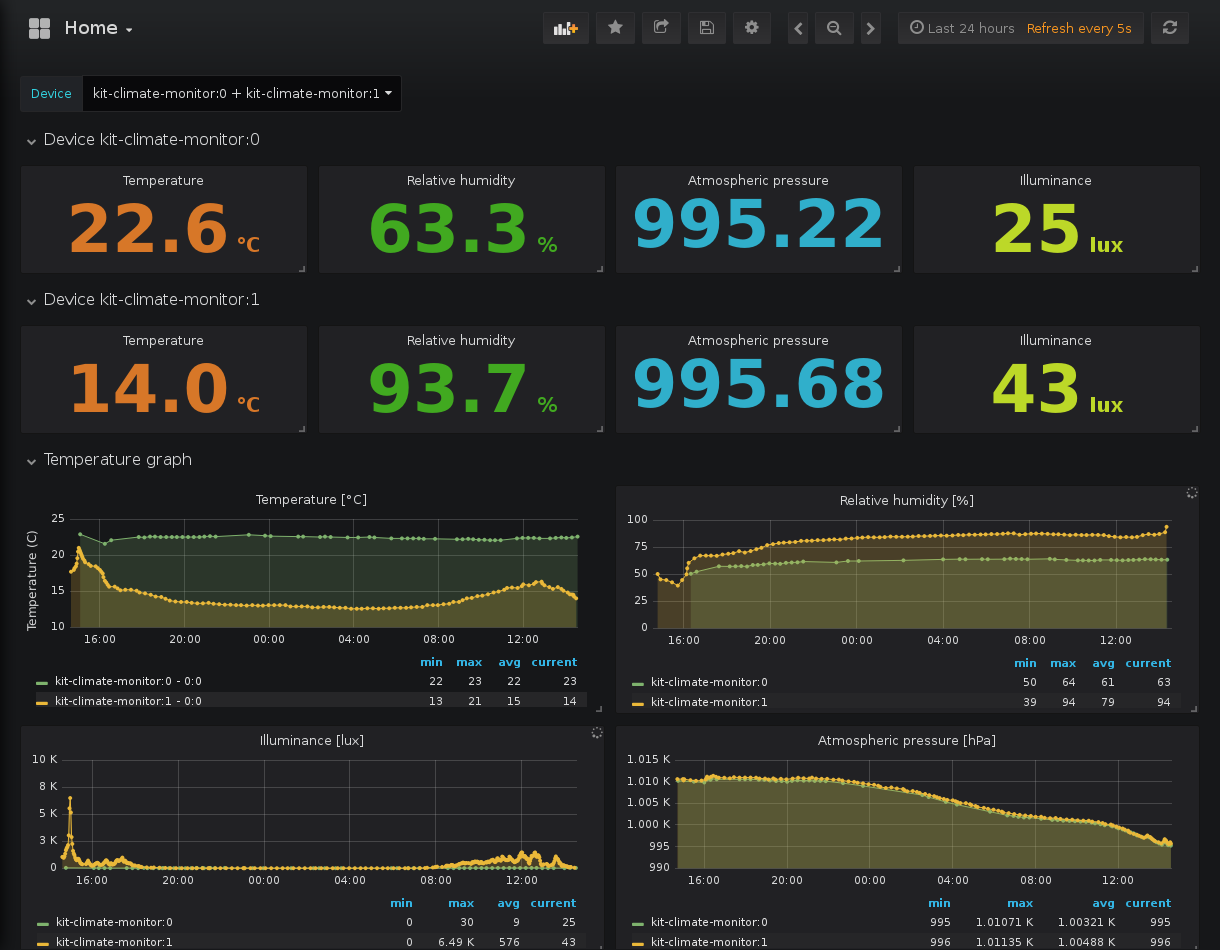 Home
Last 24 hours Refresh every 5s
Device kit-climate-monitor:0 + kit-climate-monitor:1
Device kit-climate-monitor:0
Temperature Relative humidity Atmospheric pressure Illuminance
22.6 °C 63.3 % 995.22 25 lux
Device kit-climate-monitor:1
Temperature Relative humidity Atmospheric pressure Illuminance
14.0 °C 93.7 % 995.68 43 lux
Temperature graph
Temperature [°C]
Temperature (C)
25
20
15
10
16:00 20:00 00:00 04:00 08:00 12:00
min max avg current
kit-climate-monitor:0 - 0:0 22 23 22 23
kit-climate-monitor:1 - 0:0 13 21 15 14
Relative humidity [%]
100
75
50
25
0
16:00 20:00 00:00 04:00 08:00 12:00
min max avg current
kit-climate-monitor:0 50 64 61 63
kit-climate-monitor:1 39 94 79 94
Illuminance [lux]
10 K
8 K
5 K
3 K
0
16:00 20:00 00:00 04:00 08:00 12:00
min max avg current
kit-climate-monitor:0 0 30 9 25
kit-climate-monitor:1 0 6.49 K 576 43
Atmospheric pressure [hPa]
1.015 K
1.010 K
1.005 K
1.000 K
995
990
16:00 20:00 00:00 04:00 08:00 12:00
min max avg current
kit-climate-monitor:0 995 1.01071 K 1.00321 K 995
kit-climate-monitor:1 996 1.01135 K 1.00488 K 996